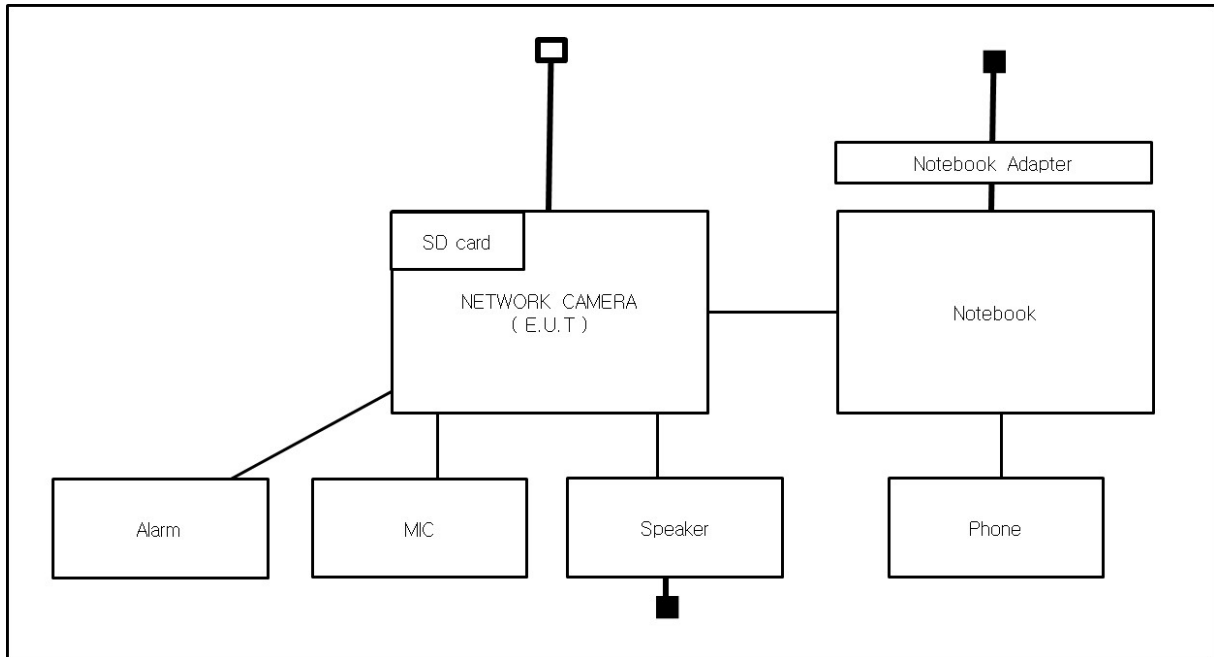 Notebook Adapter
SD card
NETWORK CAMERA
( E.U.T )
Notebook
Alarm
MIC
Speaker
Phone